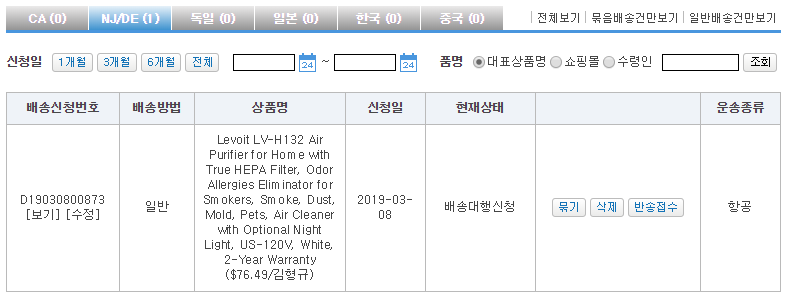 CA (0) NJ/DE (1) 독일 (0) 일본 (0) 한국 (0) 중국 (0) 전체보기 묶음배송건만보기 일반배송건만보기
신청일 1개월 3개월 6개월 전체 24 ~ 24 품명 대표상품명 쇼핑몰 수령인 조회
배송신청번호 배송방법 상품명 신청일 현재상태 운송종류
Levoit LV-H132 Air
Purifier for Home with
True HEPA Filter, Odor
Allergies Eliminator for
D19030800873 일반 Smokers, Smoke, Dust, 2019-03- 배송대행신청 묶기 삭제 반송접수 항공
[보기] [수정] Mold, Pets, Air Cleaner 08
with Optional Night
Light, US-120V, White,
2-Year Warranty
($76.49/김형규)